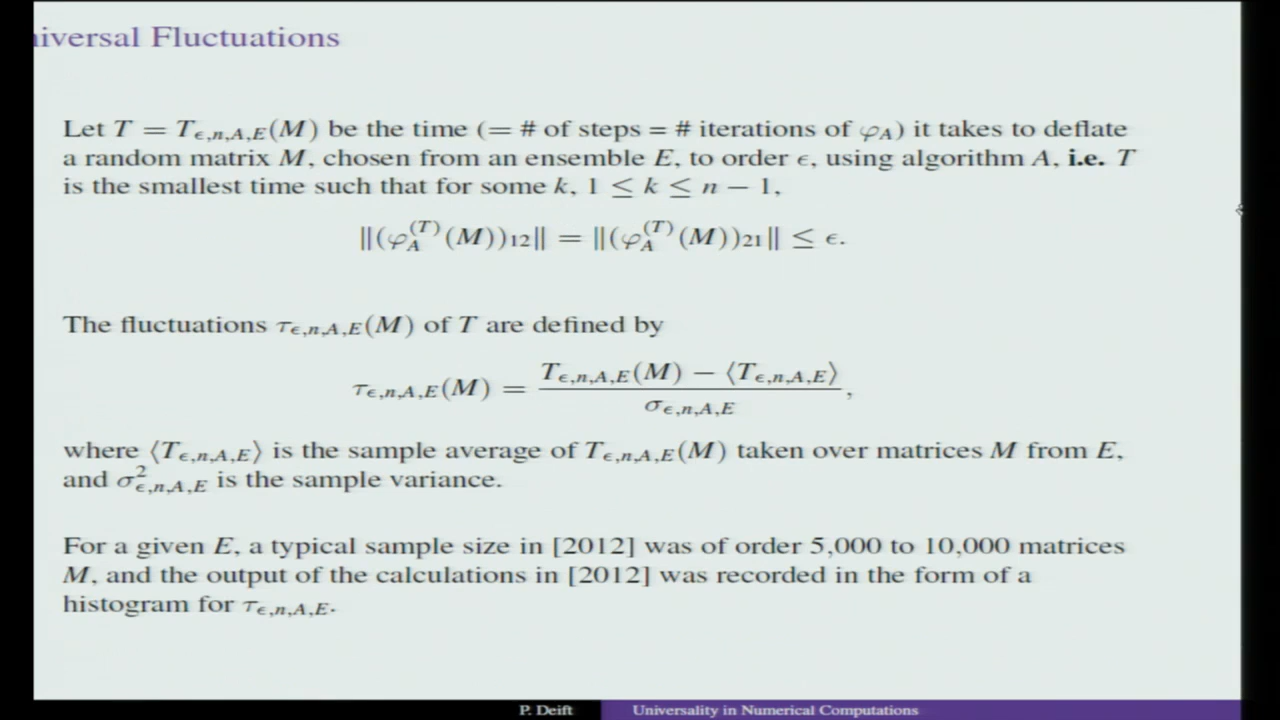 iversal Fluctuations
Let T = T_{ϵ,n,A,E}(M) be the time (= # of steps = # iterations of φ_A) it takes to deflate
a random matrix M, chosen from an ensemble E, to order ϵ, using algorithm A, i.e. T
is the smallest time such that for some k, 1 ≤ k ≤ n − 1,
‖(φ_A^{(T)}(M))_{12}‖ = ‖(φ_A^{(T)}(M))_{21}‖ ≤ ϵ.
The fluctuations τ_{ϵ,n,A,E}(M) of T are defined by
τ_{ϵ,n,A,E}(M) = \frac{T_{ϵ,n,A,E}(M) − ⟨T_{ϵ,n,A,E}⟩}{σ_{ϵ,n,A,E}},
where ⟨T_{ϵ,n,A,E}⟩ is the sample average of T_{ϵ,n,A,E}(M) taken over matrices M from E,
and σ²_{ϵ,n,A,E} is the sample variance.
For a given E, a typical sample size in [2012] was of order 5,000 to 10,000 matrices
M, and the output of the calculations in [2012] was recorded in the form of a
histogram for τ_{ϵ,n,A,E}.
P. Deift Universality in Numerical Computations